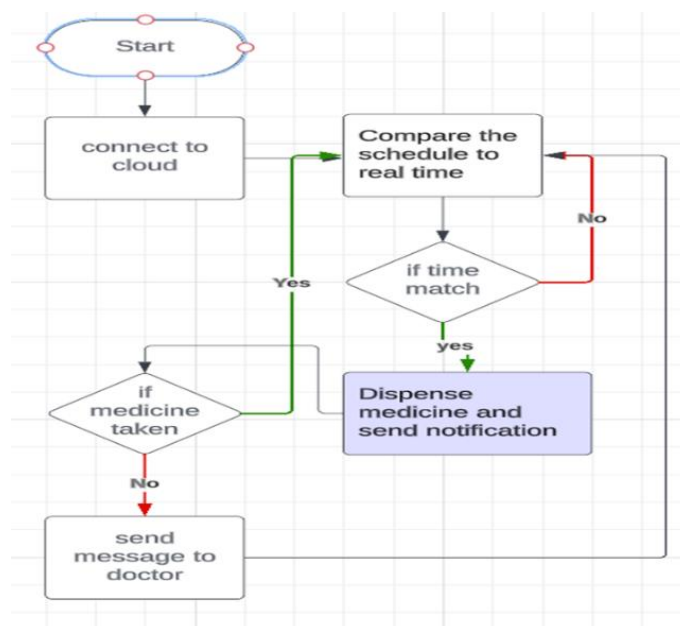 Start
connect to
cloud
Compare the
schedule to
real time
No
if time
match
Yes
yes
if
medicine
taken
Dispense
medicine and
send notification
No
send
message to
doctor